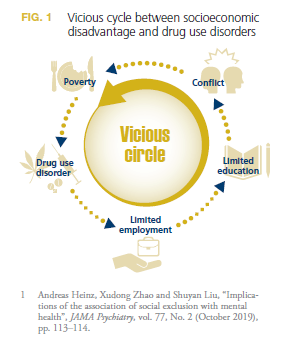 FIG. 1 Vicious cycle between socioeconomic
disadvantage and drug use disorders
Poverty
Conflict
Vicious
circle
Drug use
disorder
Limited
education
Limited
employment
1 Andreas Heinz, Xudong Zhao and Shuyan Liu, “Implica-
tions of the association of social exclusion with mental
health”, JAMA Psychiatry, vol. 77, No. 2 (October 2019),
pp. 113–114.